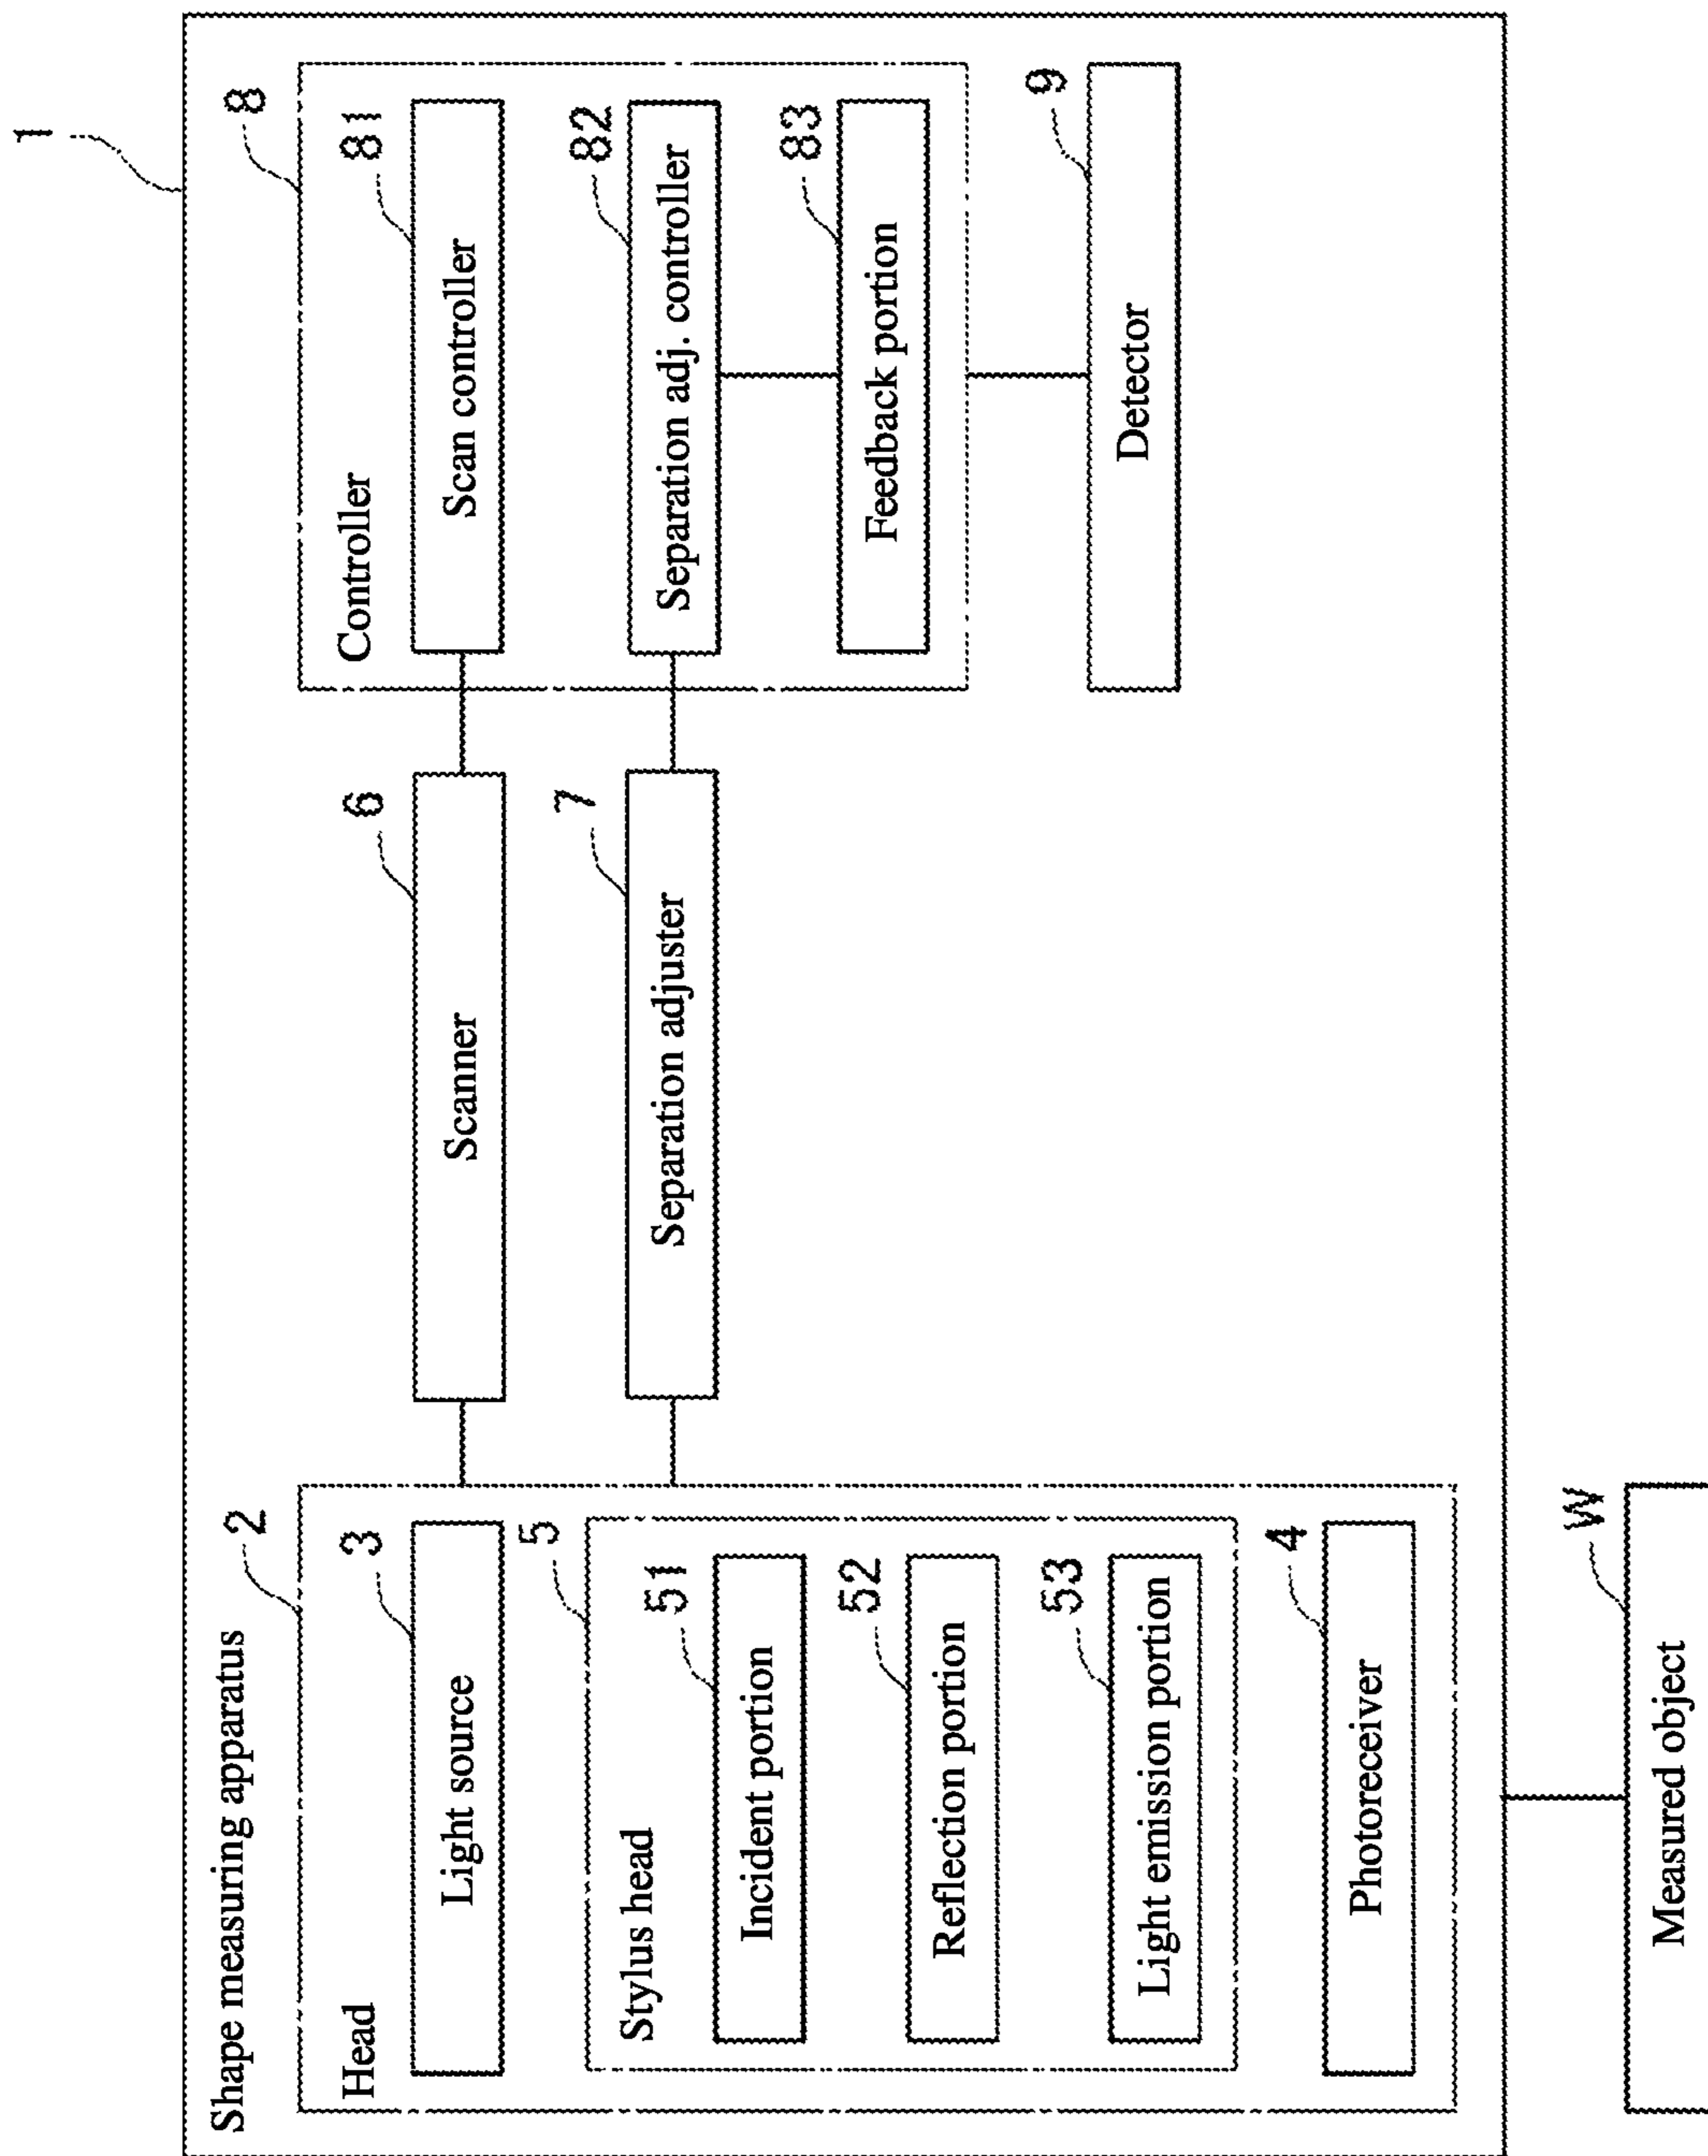 1
Shape measuring apparatus
2
Head
3
Light source
5
Stylus head
51
Incident portion
52
Reflection portion
53
Light emission portion
4
Photoreceiver
6
Scanner
7
Separation adjuster
8
Controller
81
Scan controller
82
Separation adj. controller
83
Feedback portion
9
Detector
W
Measured object